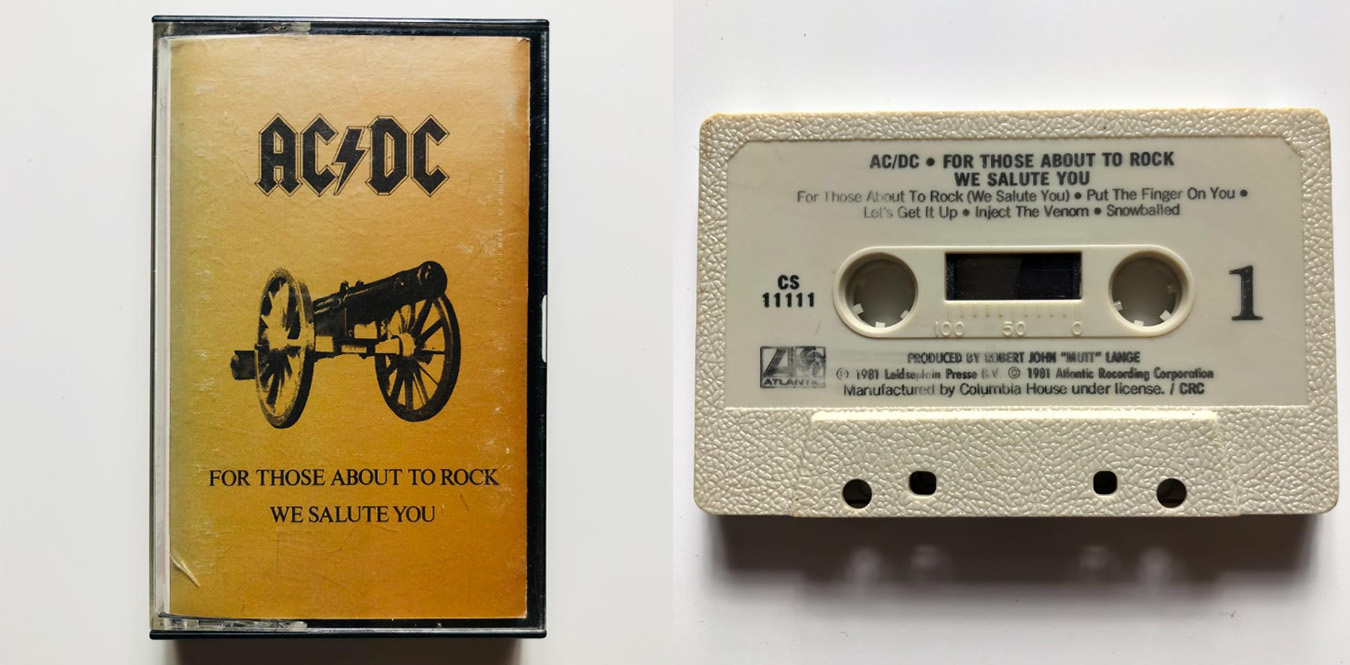 AC⚡DC
FOR THOSE ABOUT TO ROCK
WE SALUTE YOU
AC/DC • FOR THOSE ABOUT TO ROCK
WE SALUTE YOU
For Those About To Rock (We Salute You) • Put The Finger On You •
Let's Get It Up • Inject The Venom • Snowballed
CS
11111
1
100 50 0
PRODUCED BY ROBERT JOHN "MUTT" LANGE
ATLANTIC
℗ 1981 Leidseplein Presse B.V. © 1981 Atlantic Recording Corporation
Manufactured by Columbia House under license. / CRC